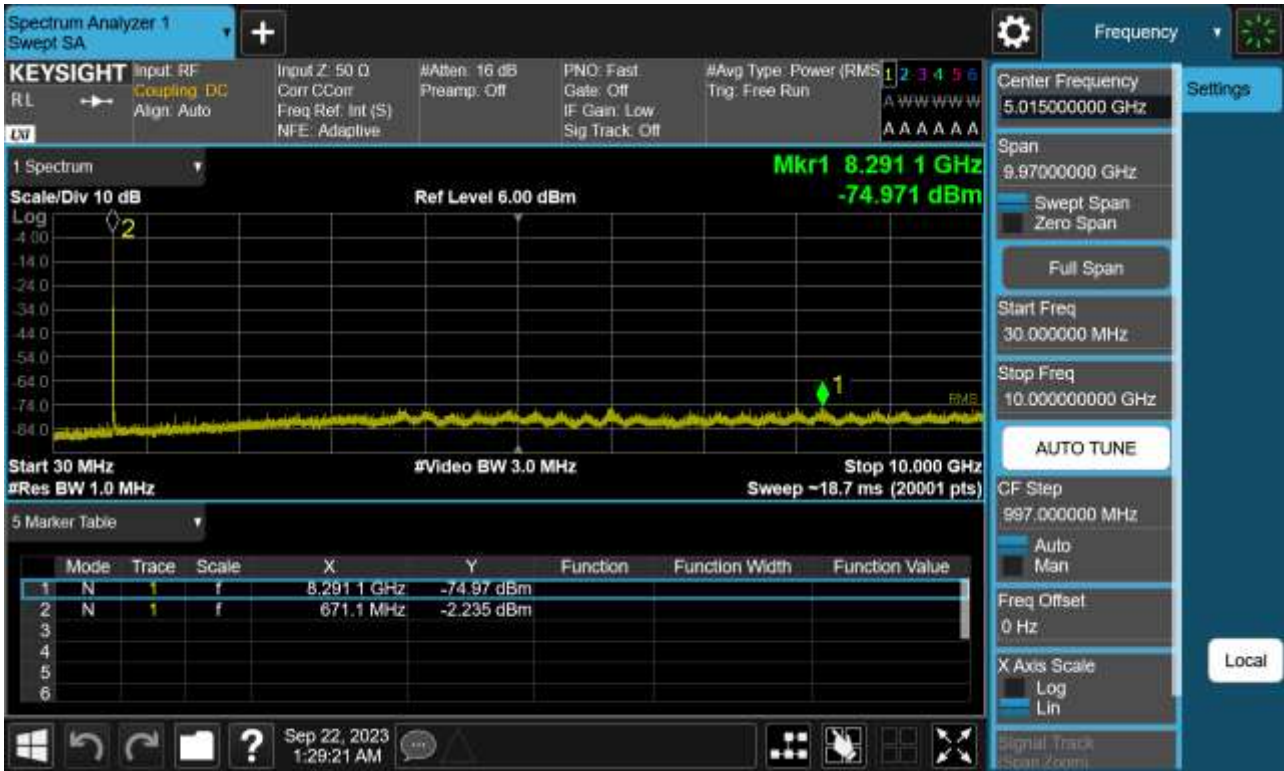 Spectrum Analyzer 1
Swept SA
Frequency
KEYSIGHT
RL
LXI
Input: RF
Coupling: DC
Align: Auto
Input Z: 50 Ω
Corr CCorr
Freq Ref: Int (S)
NFE: Adaptive
#Atten: 16 dB
Preamp: Off
PNO: Fast
Gate: Off
IF Gain: Low
Sig Track: Off
#Avg Type: Power (RMS
Trig: Free Run
1 2 3 4 5 6
A W W W W W
A A A A A A
1 Spectrum
Mkr1 8.291 1 GHz
Scale/Div 10 dB
Ref Level 6.00 dBm
-74.971 dBm
Log
2
-4.00
-14.0
-24.0
-34.0
-44.0
-54.0
-64.0
1
RMS
-74.0
-84.0
Start 30 MHz
#Video BW 3.0 MHz
Stop 10.000 GHz
#Res BW 1.0 MHz
Sweep ~18.7 ms (20001 pts)
5 Marker Table
Mode Trace Scale X Y Function Function Width Function Value
1 N 1 f 8.291 1 GHz -74.97 dBm
2 N 1 f 671.1 MHz -2.235 dBm
3
4
5
6
Sep 22, 2023
1:29:21 AM
Center Frequency
5.015000000 GHz
Settings
Span
9.97000000 GHz
Swept Span
Zero Span
Full Span
Start Freq
30.000000 MHz
Stop Freq
10.000000000 GHz
AUTO TUNE
CF Step
997.000000 MHz
Auto
Man
Freq Offset
0 Hz
X Axis Scale
Log
Lin
Local
Signal Track
(Span Zoom)